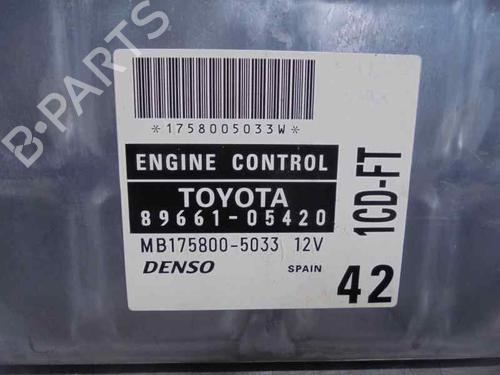 B-PARTS
*1758005033W*
ENGINE CONTROL
TOYOTA
89661-05420
MB175800-5033 12V
DENSO SPAIN
1CD-FT
42